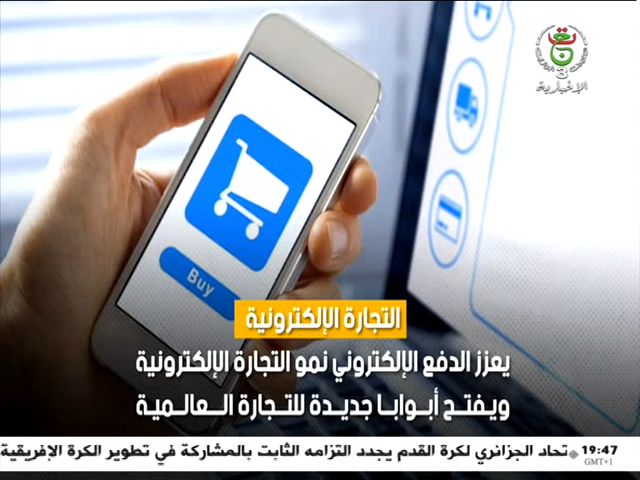 الإخبارية
3
Buy
التجارة الإلكترونية
يعزز الدفع الإلكتروني نمو التجارة الإلكترونية
ويفتح أبوابا جديدة للتجارة العالمية
19:47
GMT+1
تحاد الجزائري لكرة القدم يجدد التزامه الثابت بالمشاركة في تطوير الكرة الإفريقية